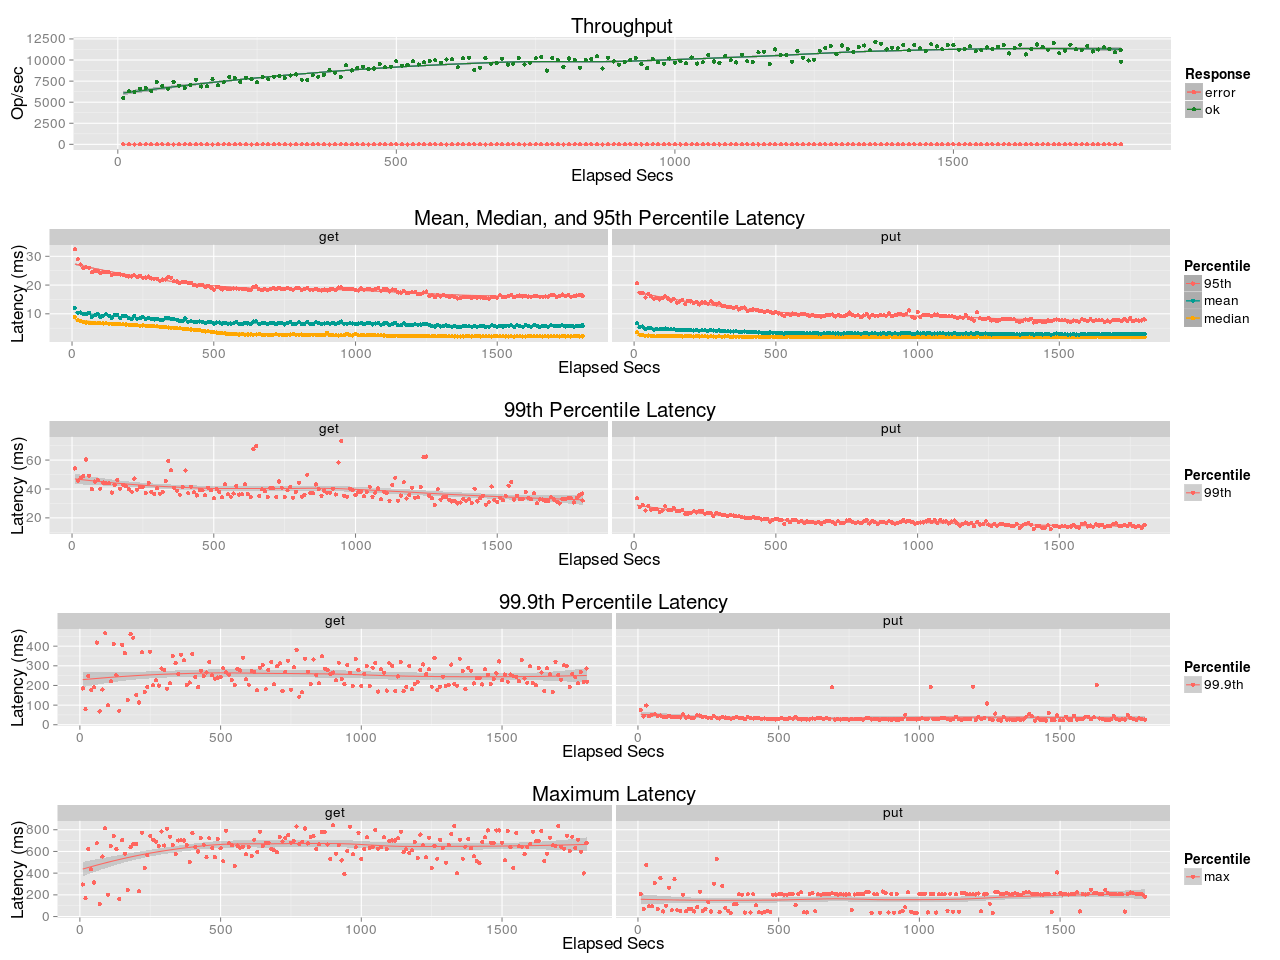 Throughput
12500
10000
7500
5000
2500
0
Op/sec
0 500 1000 1500
Elapsed Secs
Response
error
ok
Mean, Median, and 95th Percentile Latency
get put
30
20
10
Latency (ms)
0 500 1000 1500 0 500 1000 1500
Elapsed Secs
Percentile
95th
mean
median
99th Percentile Latency
get put
60
40
20
Latency (ms)
0 500 1000 1500 0 500 1000 1500
Elapsed Secs
Percentile
99th
99.9th Percentile Latency
get put
400
300
200
100
0
Latency (ms)
0 500 1000 1500 0 500 1000 1500
Elapsed Secs
Percentile
99.9th
Maximum Latency
get put
800
600
400
200
0
Latency (ms)
0 500 1000 1500 0 500 1000 1500
Elapsed Secs
Percentile
max